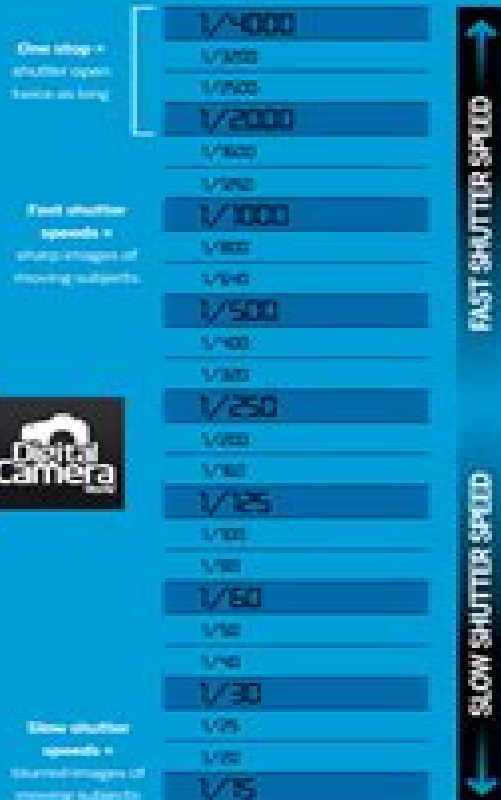 One stop =
shutter open
twice as long
1/4000
1/3200
1/2500
1/2000
1/1600
1/1250
Fast shutter
speeds =
sharp images of
moving subjects
1/1000
1/800
1/640
1/500
1/400
1/320
1/250
1/200
1/160
1/125
1/100
1/80
1/60
1/50
1/40
1/30
1/25
1/20
1/15
Digital
Camera
Slow shutter
speeds =
blurred images of
moving subjects
FAST SHUTTER SPEED
SLOW SHUTTER SPEED